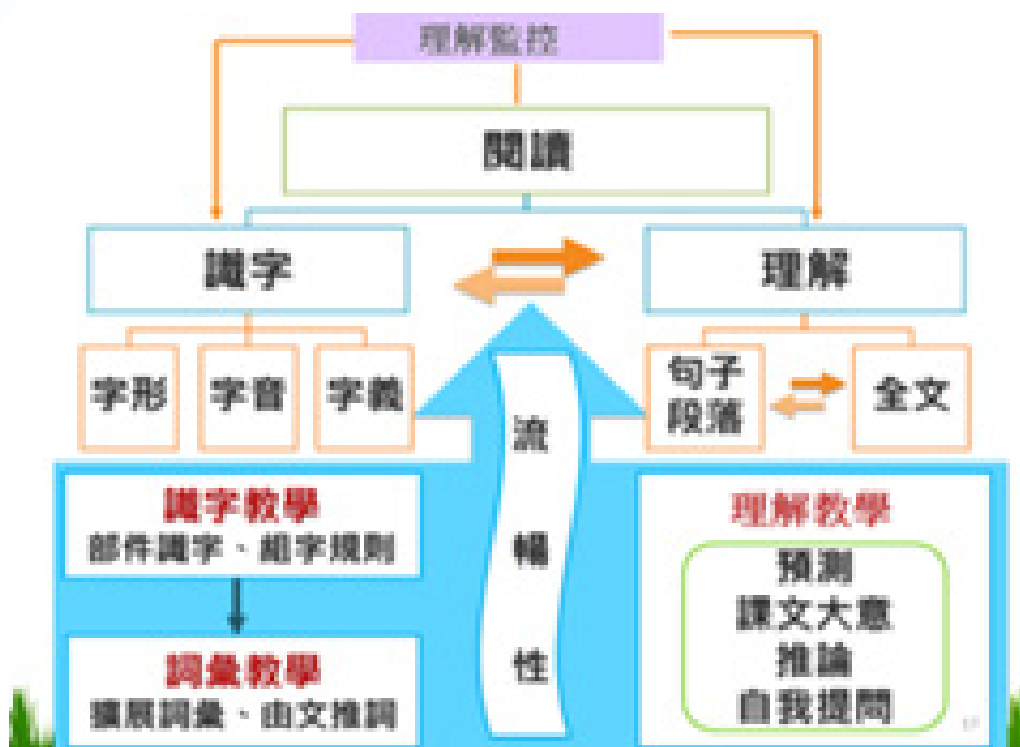 理解監控
閱讀
識字
理解
字形
字音
字義
句子
段落
全文
流暢性
識字教學
部件識字、組字規則
詞彙教學
擴展詞彙、由文推詞
理解教學
預測
課文大意
推論
自我提問